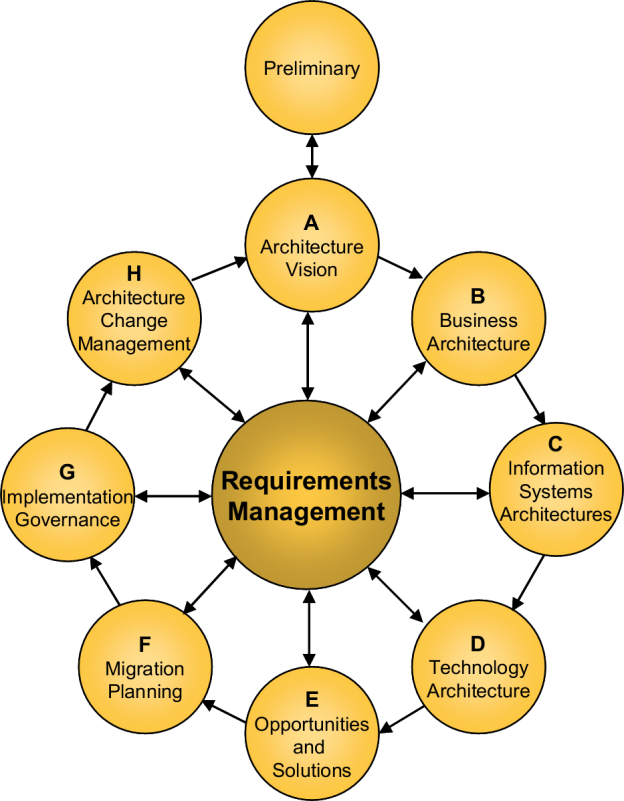 Preliminary
A
Architecture
Vision
B
Business
Architecture
C
Information
Systems
Architectures
D
Technology
Architecture
E
Opportunities
and
Solutions
F
Migration
Planning
G
Implementation
Governance
H
Architecture
Change
Management
Requirements
Management